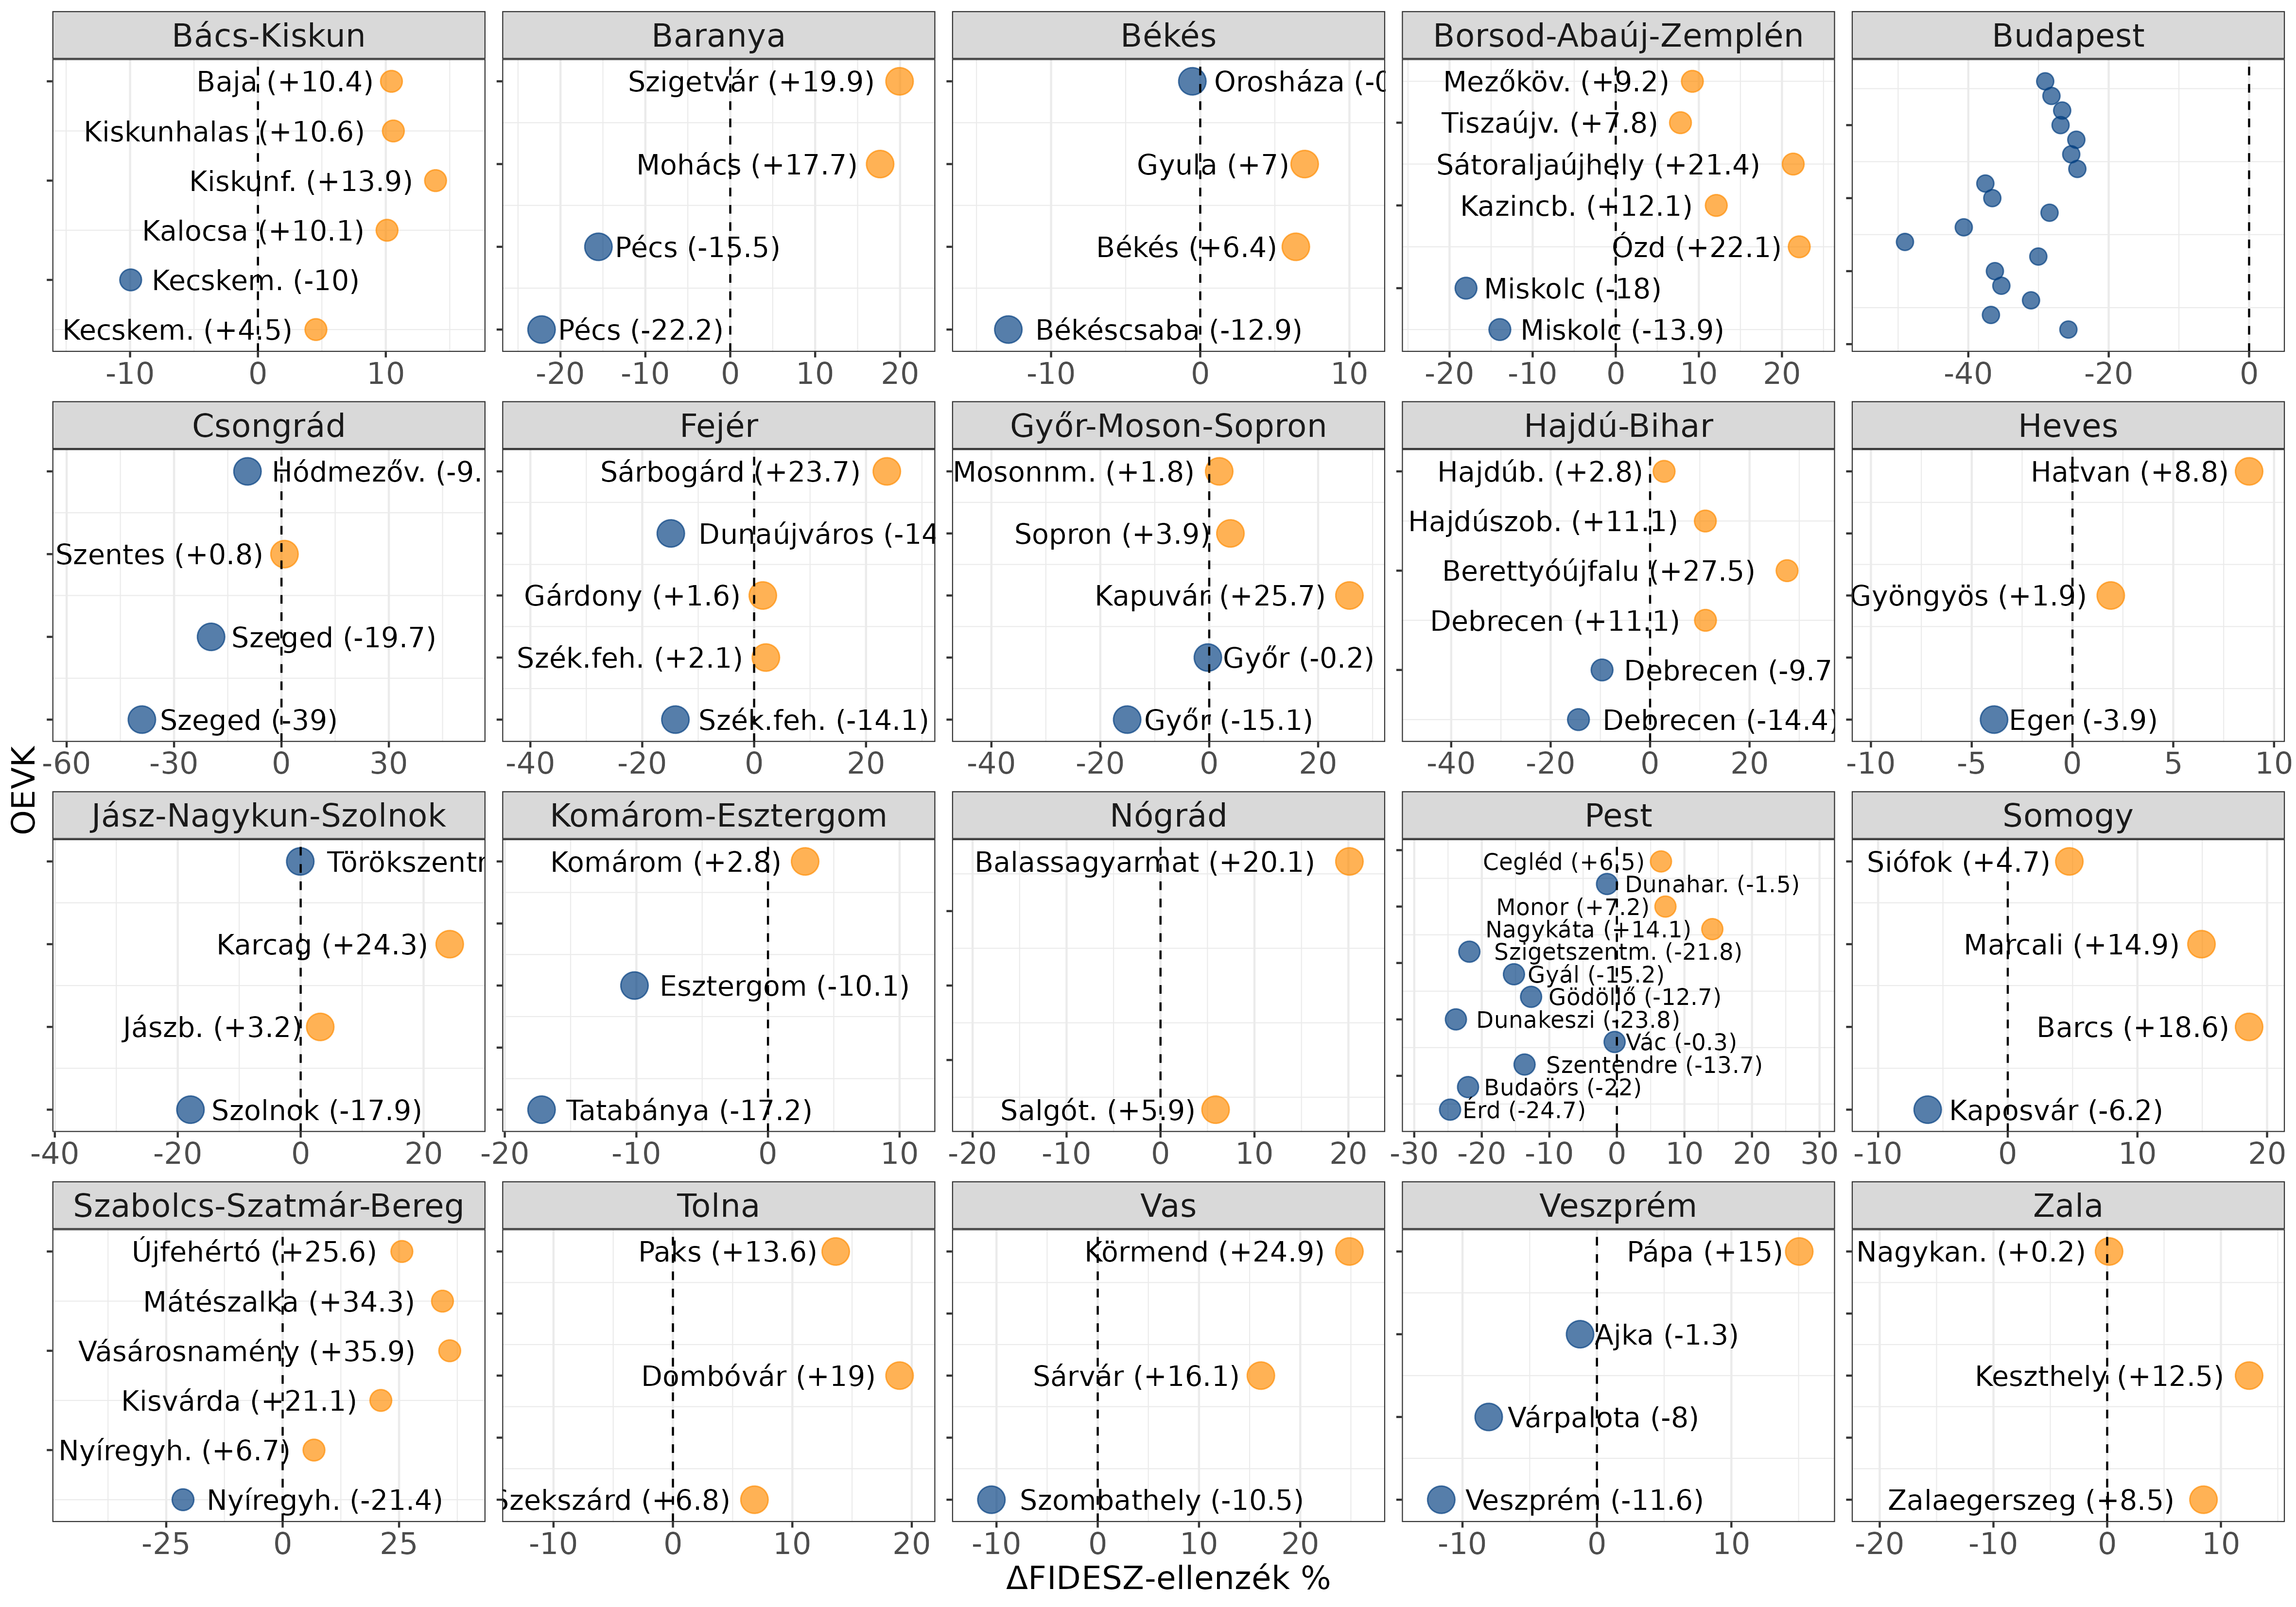 Bács-Kiskun
Baja (+10.4)
Kiskunhalas (+10.6)
Kiskunf. (+13.9)
Kalocsa (+10.1)
Kecskem. (-10)
Kecskem. (+4.5)
-10 0 10
Baranya
Szigetvár (+19.9)
Mohács (+17.7)
Pécs (-15.5)
Pécs (-22.2)
-20 -10 0 10 20
Békés
Orosháza (-0
Gyula (+7)
Békés (+6.4)
Békéscsaba (-12.9)
-10 0 10
Borsod-Abaúj-Zemplén
Mezőköv. (+9.2)
Tiszaújv. (+7.8)
Sátoraljaújhely (+21.4)
Kazincb. (+12.1)
Ózd (+22.1)
Miskolc (-18)
Miskolc (-13.9)
-20 -10 0 10 20
Budapest
-40 -20 0
Csongrád
Hódmezőv. (-9.
Szentes (+0.8)
Szeged (-19.7)
Szeged (-39)
-60 -30 0 30
Fejér
Sárbogárd (+23.7)
Dunaújváros (-14
Gárdony (+1.6)
Szék.feh. (+2.1)
Szék.feh. (-14.1)
-40 -20 0 20
Győr-Moson-Sopron
Mosonnm. (+1.8)
Sopron (+3.9)
Kapuvár (+25.7)
Győr (-0.2)
Győr (-15.1)
-40 -20 0 20
Hajdú-Bihar
Hajdúb. (+2.8)
Hajdúszob. (+11.1)
Berettyóújfalu (+27.5)
Debrecen (+11.1)
Debrecen (-9.7
Debrecen (-14.4)
-40 -20 0 20
Heves
Hatvan (+8.8)
Gyöngyös (+1.9)
Eger (-3.9)
-10 -5 0 5 10
OEVK
Jász-Nagykun-Szolnok
Törökszentm
Karcag (+24.3)
Jászb. (+3.2)
Szolnok (-17.9)
-40 -20 0 20
Komárom-Esztergom
Komárom (+2.8)
Esztergom (-10.1)
Tatabánya (-17.2)
-20 -10 0 10
Nógrád
Balassagyarmat (+20.1)
Salgót. (+5.9)
-20 -10 0 10 20
Pest
Cegléd (+6.5)
Dunahar. (-1.5)
Monor (+7.2)
Nagykáta (+14.1)
Szigetszentm. (-21.8)
Gyál (-15.2)
Gödöllő (-12.7)
Dunakeszi (-23.8)
Vác (-0.3)
Szentendre (-13.7)
Budaörs (-22)
Érd (-24.7)
-30 -20 -10 0 10 20 30
Somogy
Siófok (+4.7)
Marcali (+14.9)
Barcs (+18.6)
Kaposvár (-6.2)
-10 0 10 20
Szabolcs-Szatmár-Bereg
Újfehértó (+25.6)
Mátészalka (+34.3)
Vásárosnamény (+35.9)
Kisvárda (+21.1)
Nyíregyh. (+6.7)
Nyíregyh. (-21.4)
-25 0 25
Tolna
Paks (+13.6)
Dombóvár (+19)
Szekszárd (+6.8)
-10 0 10 20
Vas
Körmend (+24.9)
Sárvár (+16.1)
Szombathely (-10.5)
-10 0 10 20
Veszprém
Pápa (+15)
Ajka (-1.3)
Várpalota (-8)
Veszprém (-11.6)
-10 0 10
Zala
Nagykan. (+0.2)
Keszthely (+12.5)
Zalaegerszeg (+8.5)
-20 -10 0 10
ΔFIDESZ-ellenzék %